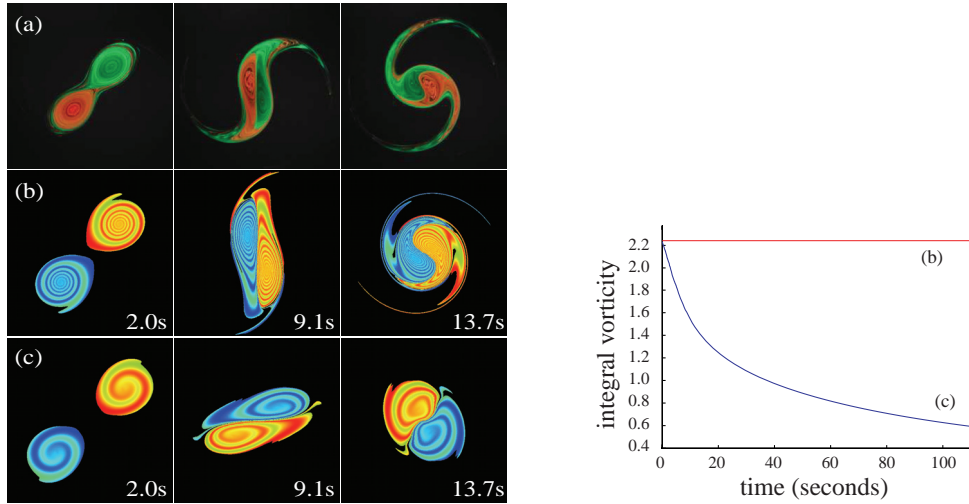 (a)
(b)
2.0s 9.1s 13.7s
(c)
2.0s 9.1s 13.7s
integral vorticity
2.2
2.0
1.8
1.6
1.4
1.2
1.0
0.8
0.6
0.4
(b)
(c)
0 20 40 60 80 100
time (seconds)